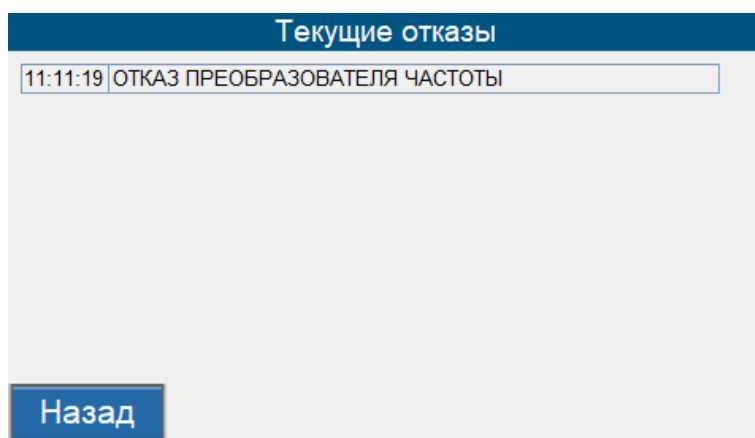 Текущие отказы
11:11:19 ОТКАЗ ПРЕОБРАЗОВАТЕЛЯ ЧАСТОТЫ
Назад